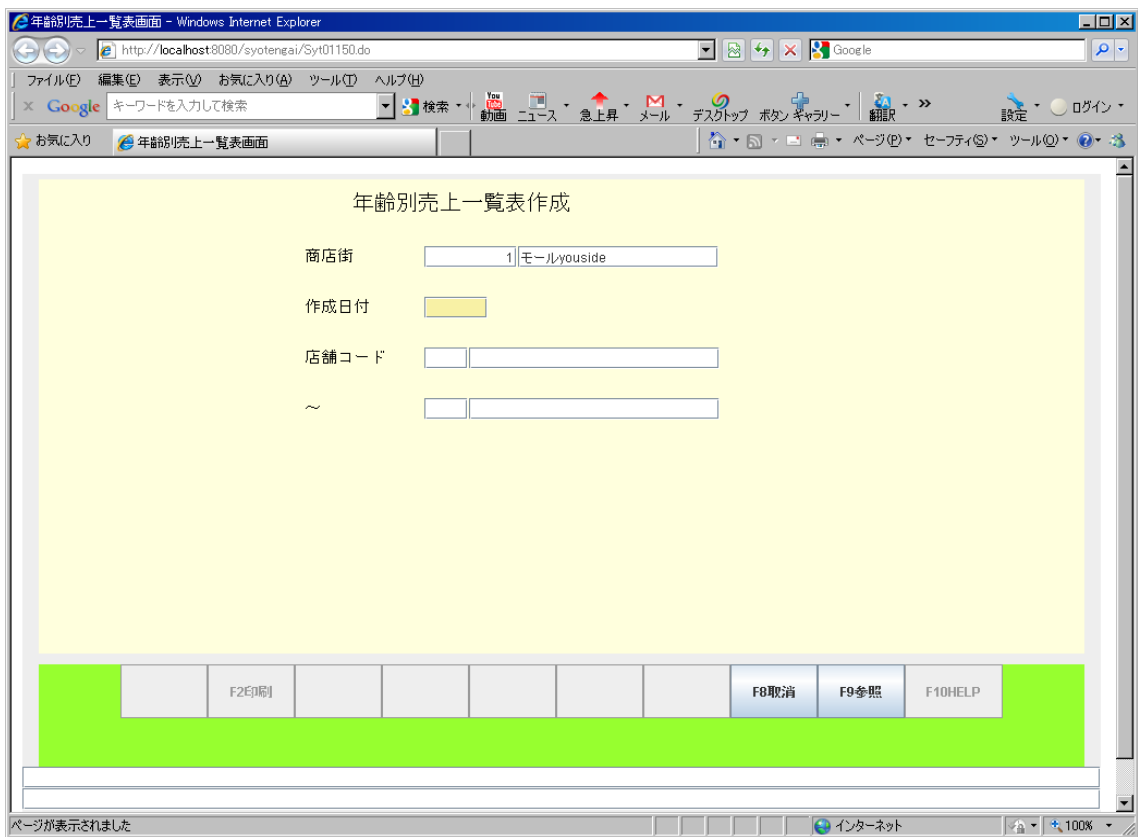 年齢別売上一覧表画面 - Windows Internet Explorer
http://localhost:8080/syotengai/Syt01150.do
Google
ファイル(F) 編集(E) 表示(V) お気に入り(A) ツール(T) ヘルプ(H)
× Google キーワードを入力して検索 検索 You Tube 動画 ニュース 急上昇 メール デスクトップ ボタン ギャラリー 翻訳 » 設定 ログイン
お気に入り 年齢別売上一覧表画面 ページ(P) セーフティ(S) ツール(O)
年齢別売上一覧表作成
商店街 1 モールyouside
作成日付
店舗コード
～
F2印刷 F8取消 F9参照 F10HELP
ページが表示されました インターネット 100%